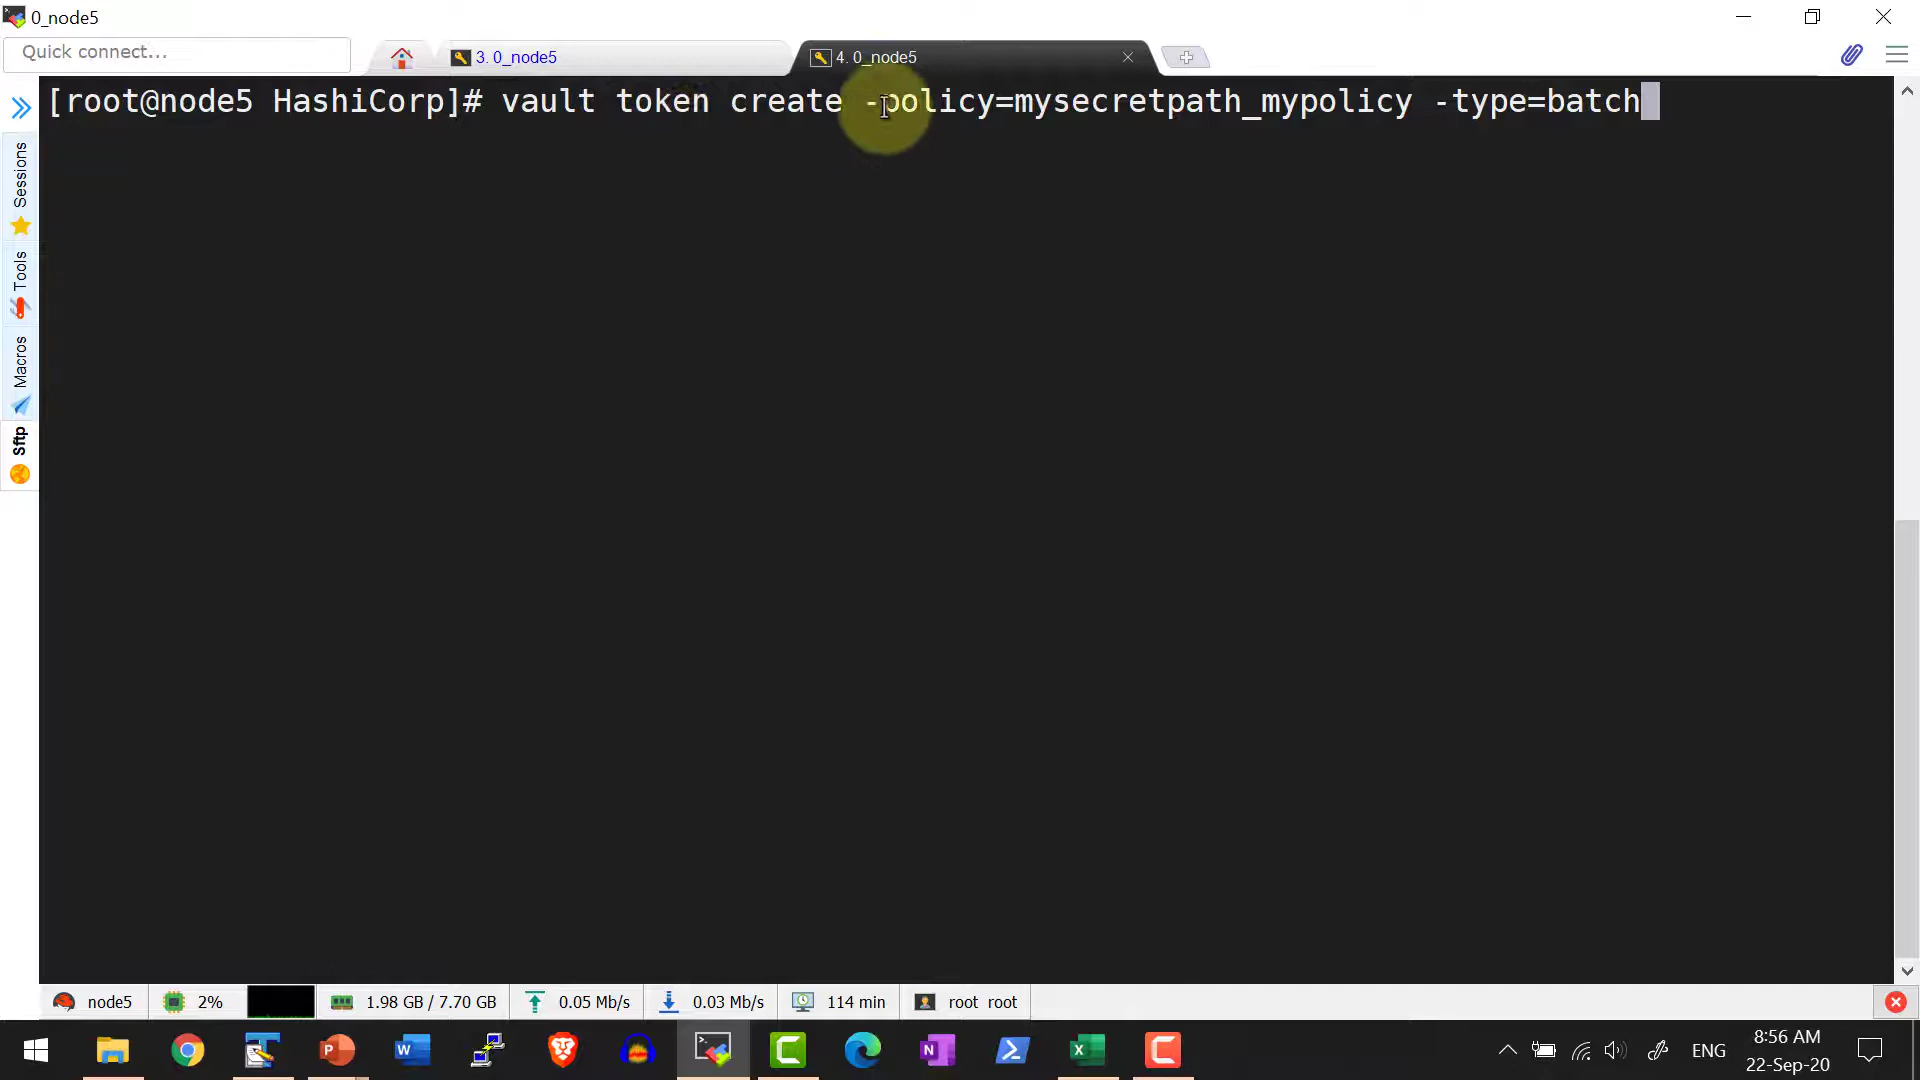 0_node5
Quick connect...
3. 0_node5
4. 0_node5
[root@node5 HashiCorp]# vault token create -policy=mysecretpath_mypolicy -type=batch
Sessions
Tools
Macros
Sftp
node5
2%
1.98 GB / 7.70 GB
0.05 Mb/s
0.03 Mb/s
114 min
root root
ENG
8:56 AM
22-Sep-20